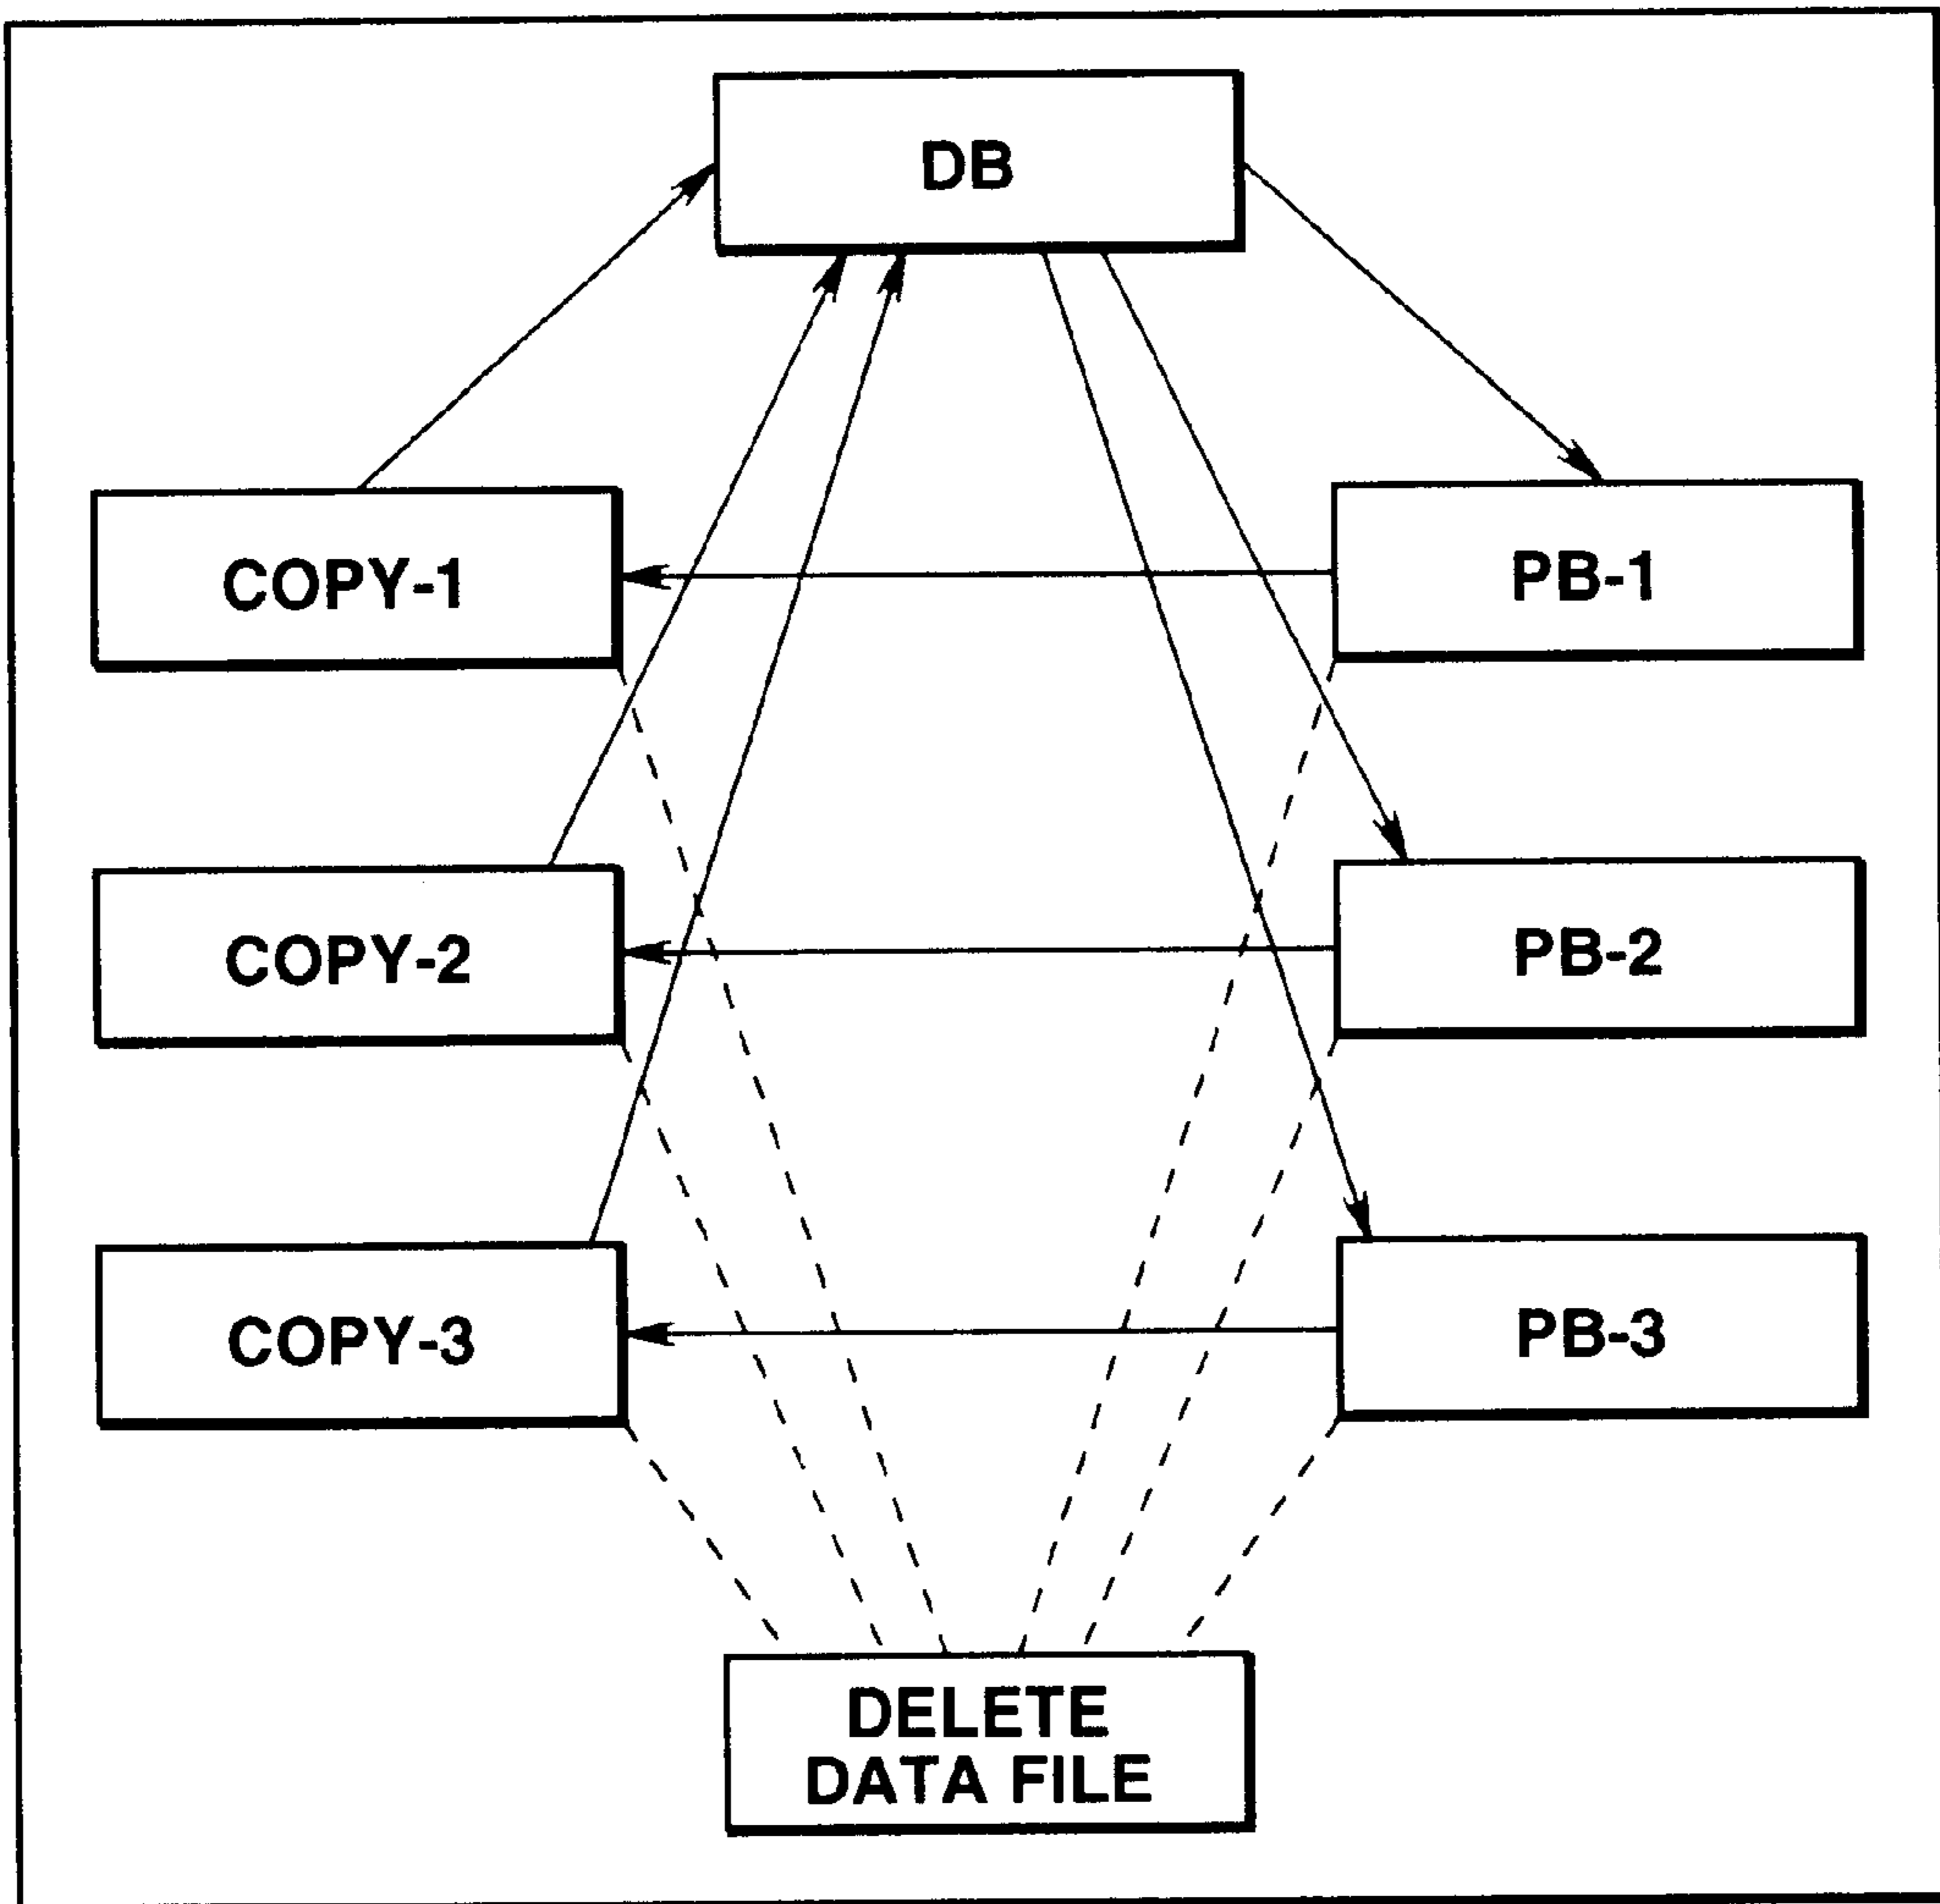 DB
COPY-1
PB-1
COPY-2
PB-2
COPY-3
PB-3
DELETE
DATA FILE